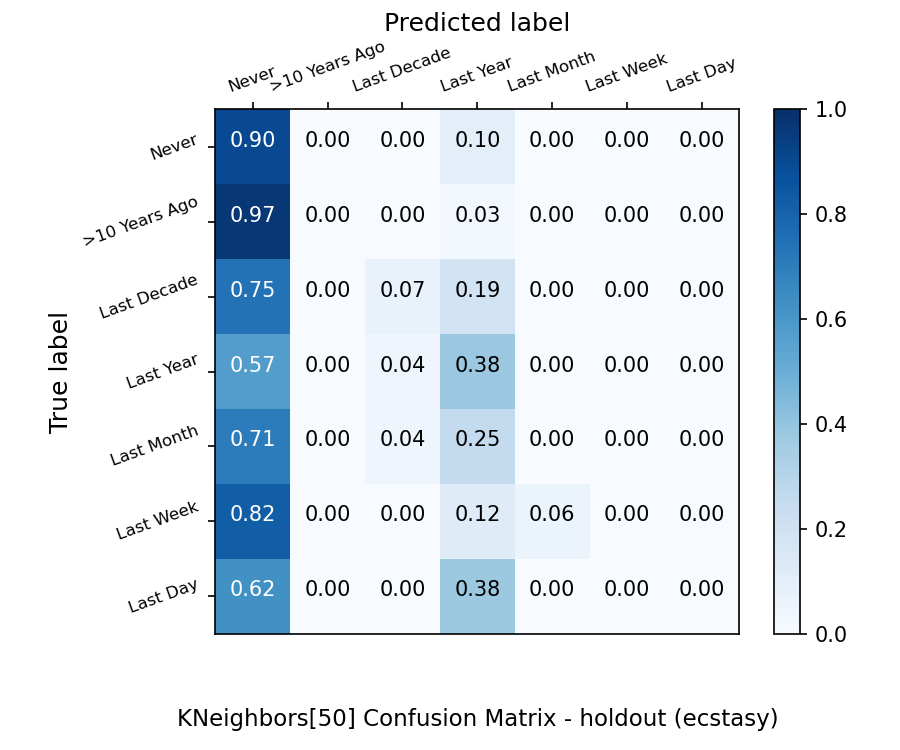 Predicted label
Never >10 Years Ago Last Decade Last Year Last Month Last Week Last Day
1.0
Never 0.90 0.00 0.00 0.10 0.00 0.00 0.00
>10 Years Ago 0.97 0.00 0.00 0.03 0.00 0.00 0.00
0.8
Last Decade 0.75 0.00 0.07 0.19 0.00 0.00 0.00
0.6
True label
Last Year 0.57 0.00 0.04 0.38 0.00 0.00 0.00
0.4
Last Month 0.71 0.00 0.04 0.25 0.00 0.00 0.00
Last Week 0.82 0.00 0.00 0.12 0.06 0.00 0.00
0.2
Last Day 0.62 0.00 0.00 0.38 0.00 0.00 0.00
0.0
KNeighbors[50] Confusion Matrix - holdout (ecstasy)